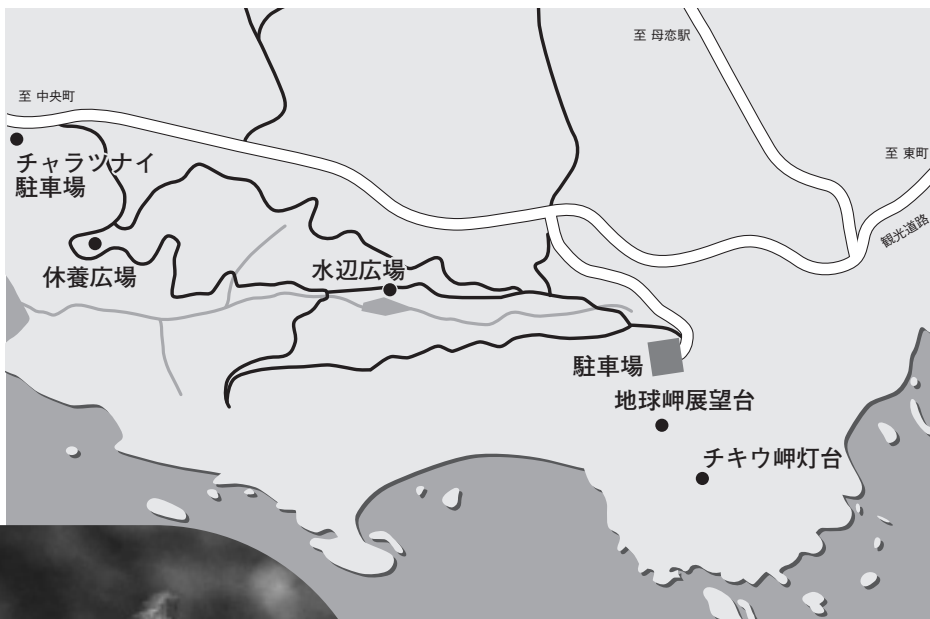 至 母恋駅
至 中央町
チャラツナイ
駐車場
至 東町
観光道路
休養広場
水辺広場
駐車場
地球岬展望台
チキウ岬灯台